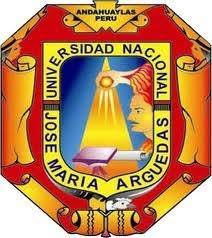 ANDAHUAYLAS
PERU
UNIVERSIDAD NACIONAL
JOSE MARIA ARGUEDAS